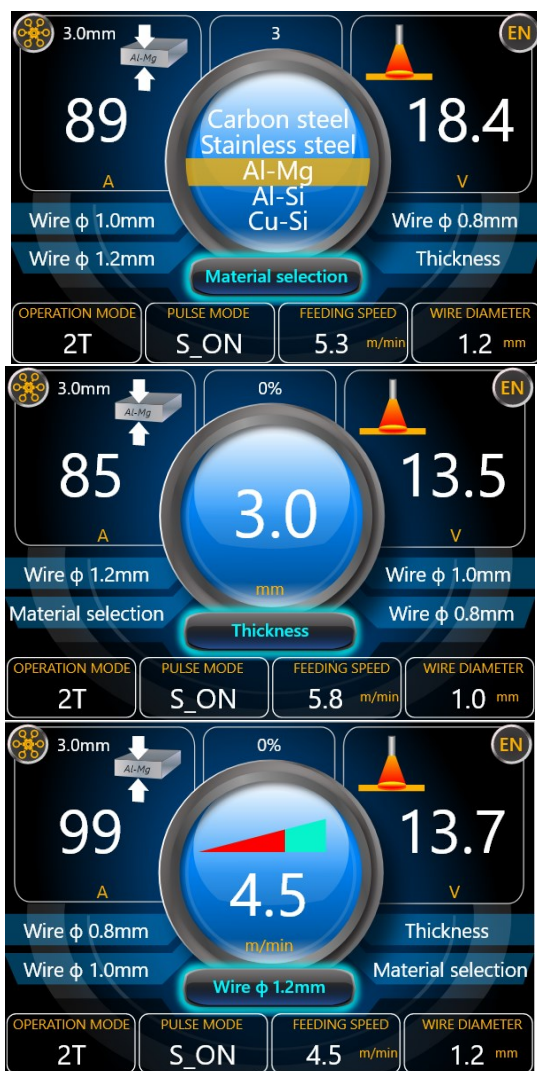 3.0mm
3
EN
Al-Mg
89
A
Carbon steel
Stainless steel
Al-Mg
Al-Si
Cu-Si
18.4
V
Wire ϕ 1.0mm
Wire ϕ 0.8mm
Wire ϕ 1.2mm
Thickness
Material selection
OPERATION MODE
2T
PULSE MODE
S_ON
FEEDING SPEED
5.3 m/min
WIRE DIAMETER
1.2 mm
3.0mm
0%
EN
Al-Mg
85
A
3.0
mm
13.5
V
Wire ϕ 1.2mm
Wire ϕ 1.0mm
Material selection
Wire ϕ 0.8mm
Thickness
OPERATION MODE
2T
PULSE MODE
S_ON
FEEDING SPEED
5.8 m/min
WIRE DIAMETER
1.0 mm
3.0mm
0%
EN
Al-Mg
99
A
4.5
m/min
13.7
V
Wire ϕ 0.8mm
Thickness
Wire ϕ 1.0mm
Material selection
Wire ϕ 1.2mm
OPERATION MODE
2T
PULSE MODE
S_ON
FEEDING SPEED
4.5 m/min
WIRE DIAMETER
1.2 mm